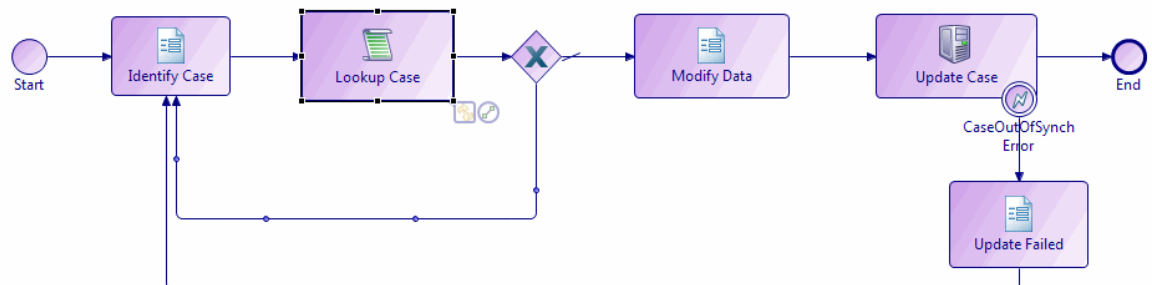 Start
Identify Case
Lookup Case
X
Modify Data
Update Case
End
CaseOutOfSynch
Error
Update Failed